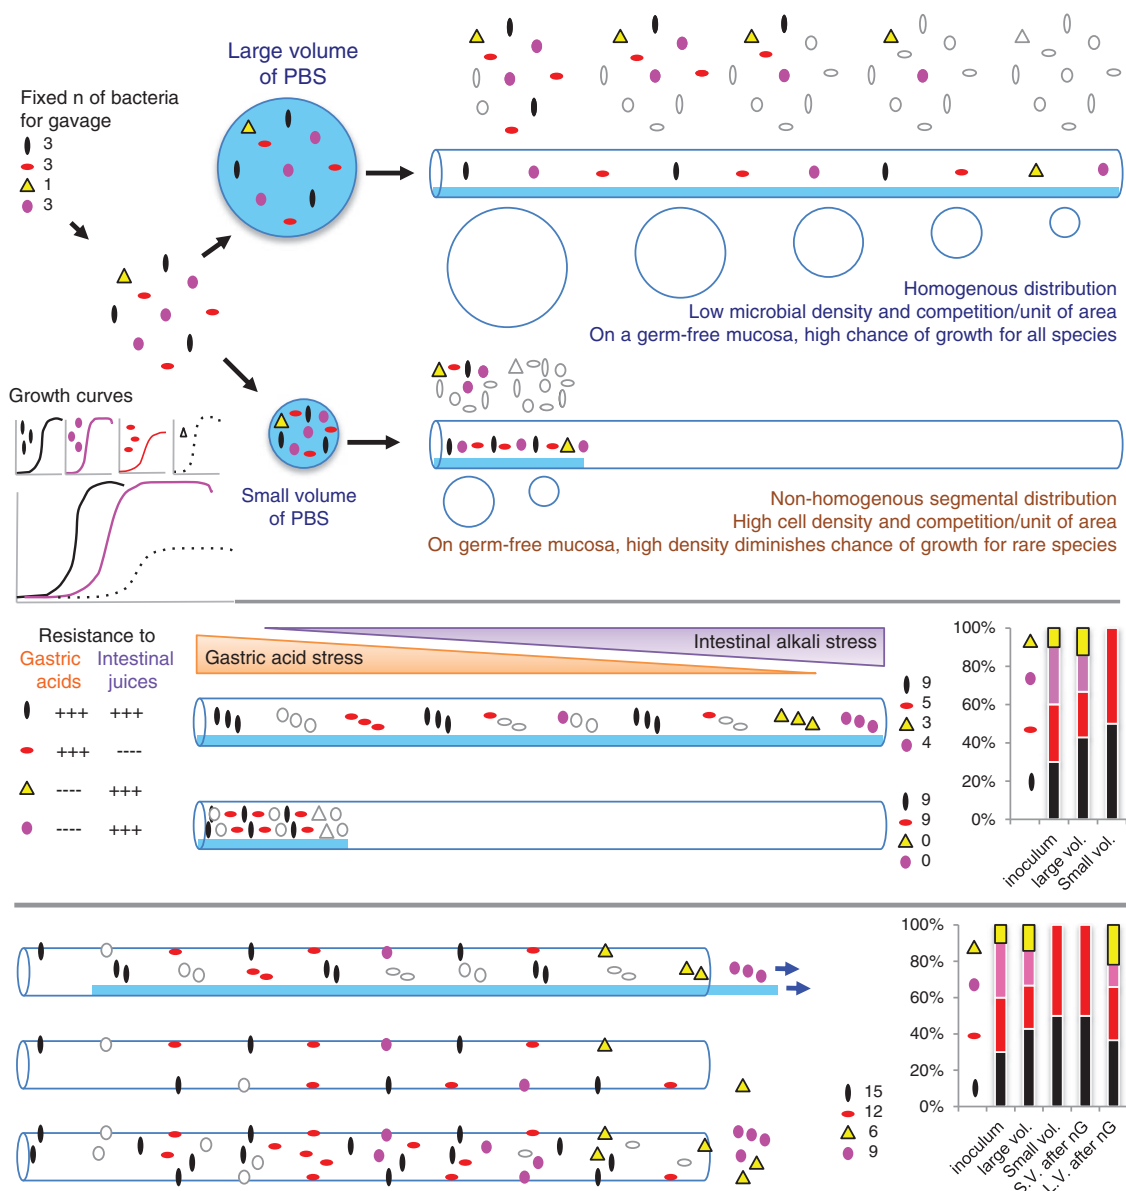 Large volume
of PBS
Fixed n of bacteria
for gavage
3
3
1
3
Homogenous distribution
Low microbial density and competition/unit of area
On a germ-free mucosa, high chance of growth for all species
Growth curves
Small volume
of PBS
Non-homogenous segmental distribution
High cell density and competition/unit of area
On germ-free mucosa, high density diminishes chance of growth for rare species
Resistance to
Gastric acids
Intestinal juices
+++ +++
+++ ----
---- +++
---- +++
Intestinal alkali stress
Gastric acid stress
9
5
3
4
9
9
0
0
100%
80%
60%
40%
20%
0%
inoculum
large vol.
Small vol.
15
12
6
9
100%
80%
60%
40%
20%
0%
inoculum
large vol.
Small vol.
S.V. after nG
L.V. after nG